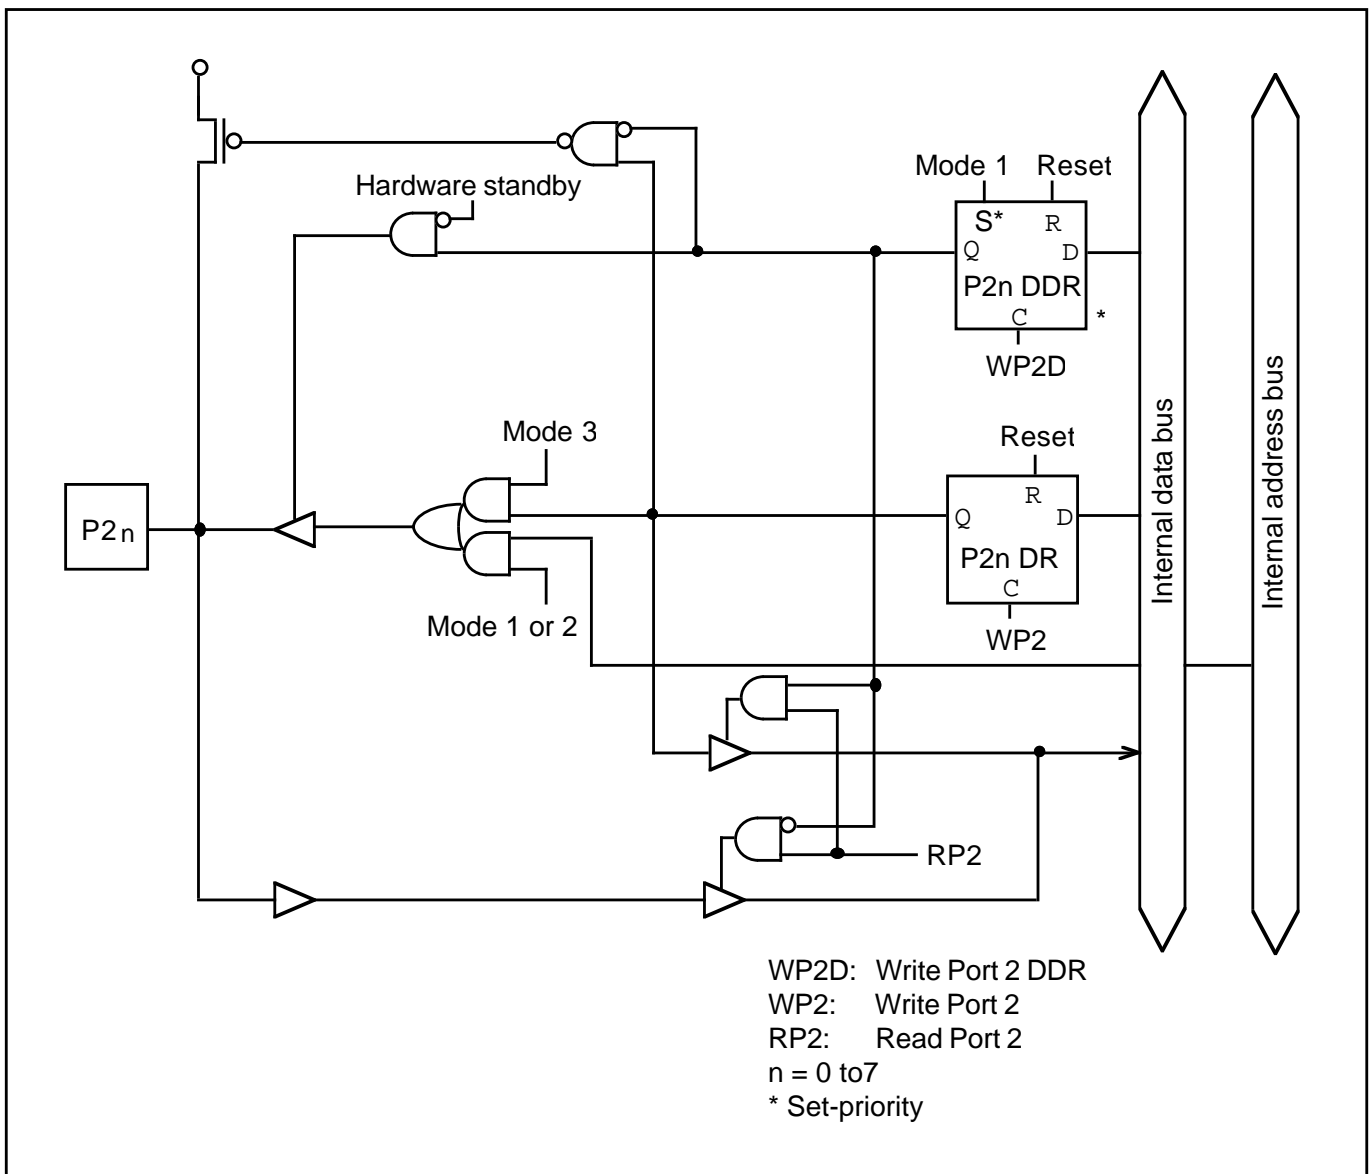 Hardware standby
Mode 1
Reset
S*
R
Q
D
P2n DDR
C
*
WP2D
Mode 3
Reset
R
Q
D
P2n DR
C
WP2
P2n
Mode 1 or 2
Internal data bus
Internal address bus
RP2
WP2D: Write Port 2 DDR
WP2: Write Port 2
RP2: Read Port 2
n = 0 to7
* Set-priority